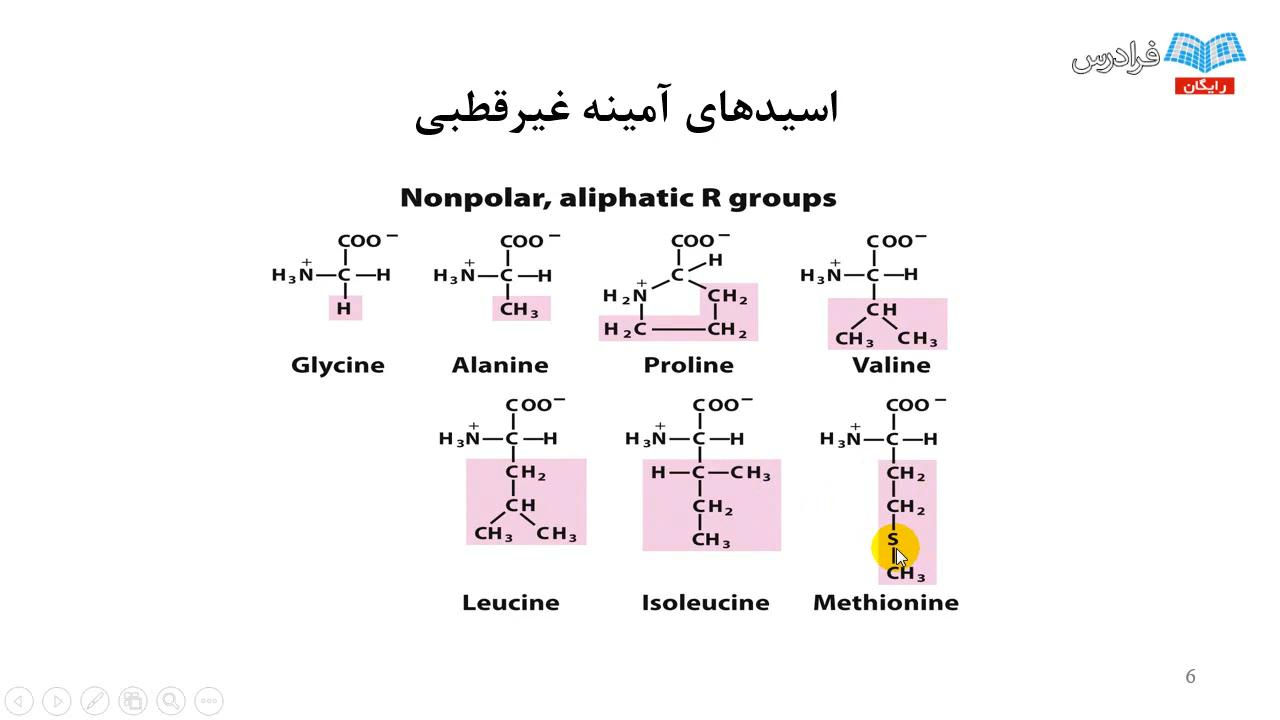 فرادرس
رایگان
اسیدهای آمینه غیرقطبی
Nonpolar, aliphatic R groups
COO− COO− COO− COO−
H3N+—C—H H3N+—C—H C H H3N+—C—H
H2N+ CH2
H CH3 CH
H2C CH2 CH3 CH3
Glycine Alanine Proline Valine
COO− COO− COO−
H3N+—C—H H3N+—C—H H3N+—C—H
CH2 H—C—CH3 CH2
CH CH2 CH2
CH3 CH3 CH3 S
CH3
Leucine Isoleucine Methionine
6